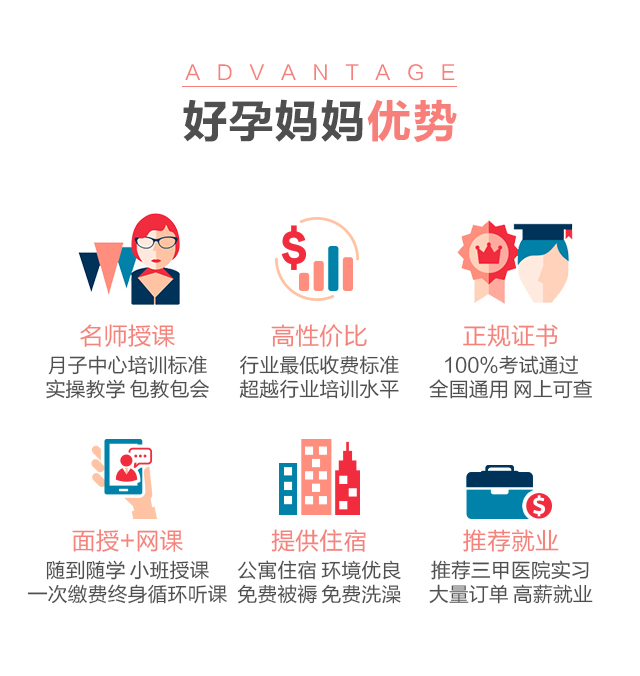 ADVANTAGE
好孕妈妈优势
名师授课
月子中心培训标准
实操教学 包教包会
高性价比
行业最低收费标准
超越行业培训水平
正规证书
100%考试通过
全国通用 网上可查
面授+网课
随到随学 小班授课
一次缴费终身循环听课
提供住宿
公寓住宿 环境优良
免费被褥 免费洗澡
推荐就业
推荐三甲医院实习
大量订单 高薪就业